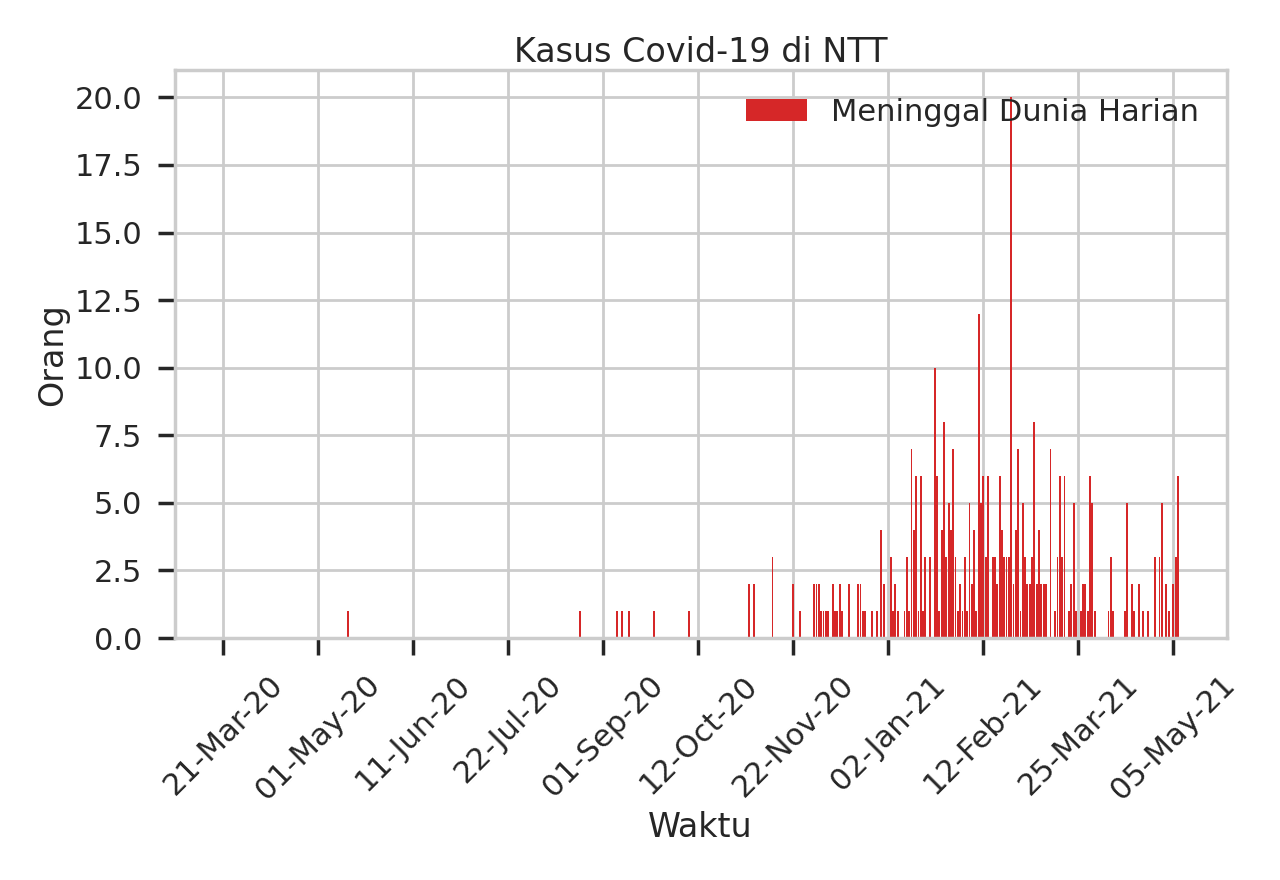 Kasus Covid-19 di NTT
Meninggal Dunia Harian
Orang
20.0
17.5
15.0
12.5
10.0
7.5
5.0
2.5
0.0
21-Mar-20
01-May-20
11-Jun-20
22-Jul-20
01-Sep-20
12-Oct-20
22-Nov-20
02-Jan-21
12-Feb-21
25-Mar-21
05-May-21
Waktu